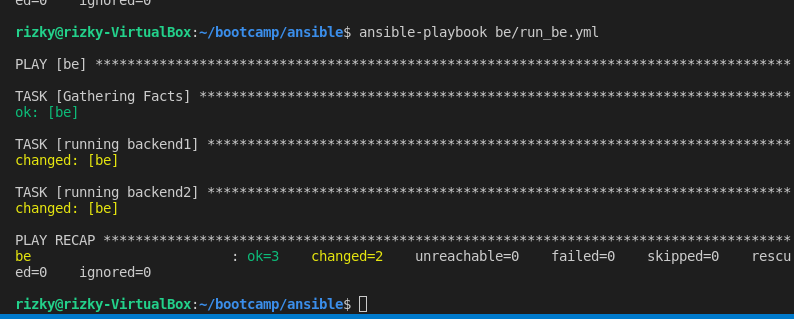 ed=0    ignored=0
rizky@rizky-VirtualBox:~/bootcamp/ansible$ ansible-playbook be/run_be.yml
PLAY [be] ***************************************************************************************
TASK [Gathering Facts] **************************************************************************
ok: [be]
TASK [running backend1] *************************************************************************
changed: [be]
TASK [running backend2] *************************************************************************
changed: [be]
PLAY RECAP **************************************************************************************
be                         : ok=3    changed=2    unreachable=0    failed=0    skipped=0    rescu
ed=0    ignored=0
rizky@rizky-VirtualBox:~/bootcamp/ansible$